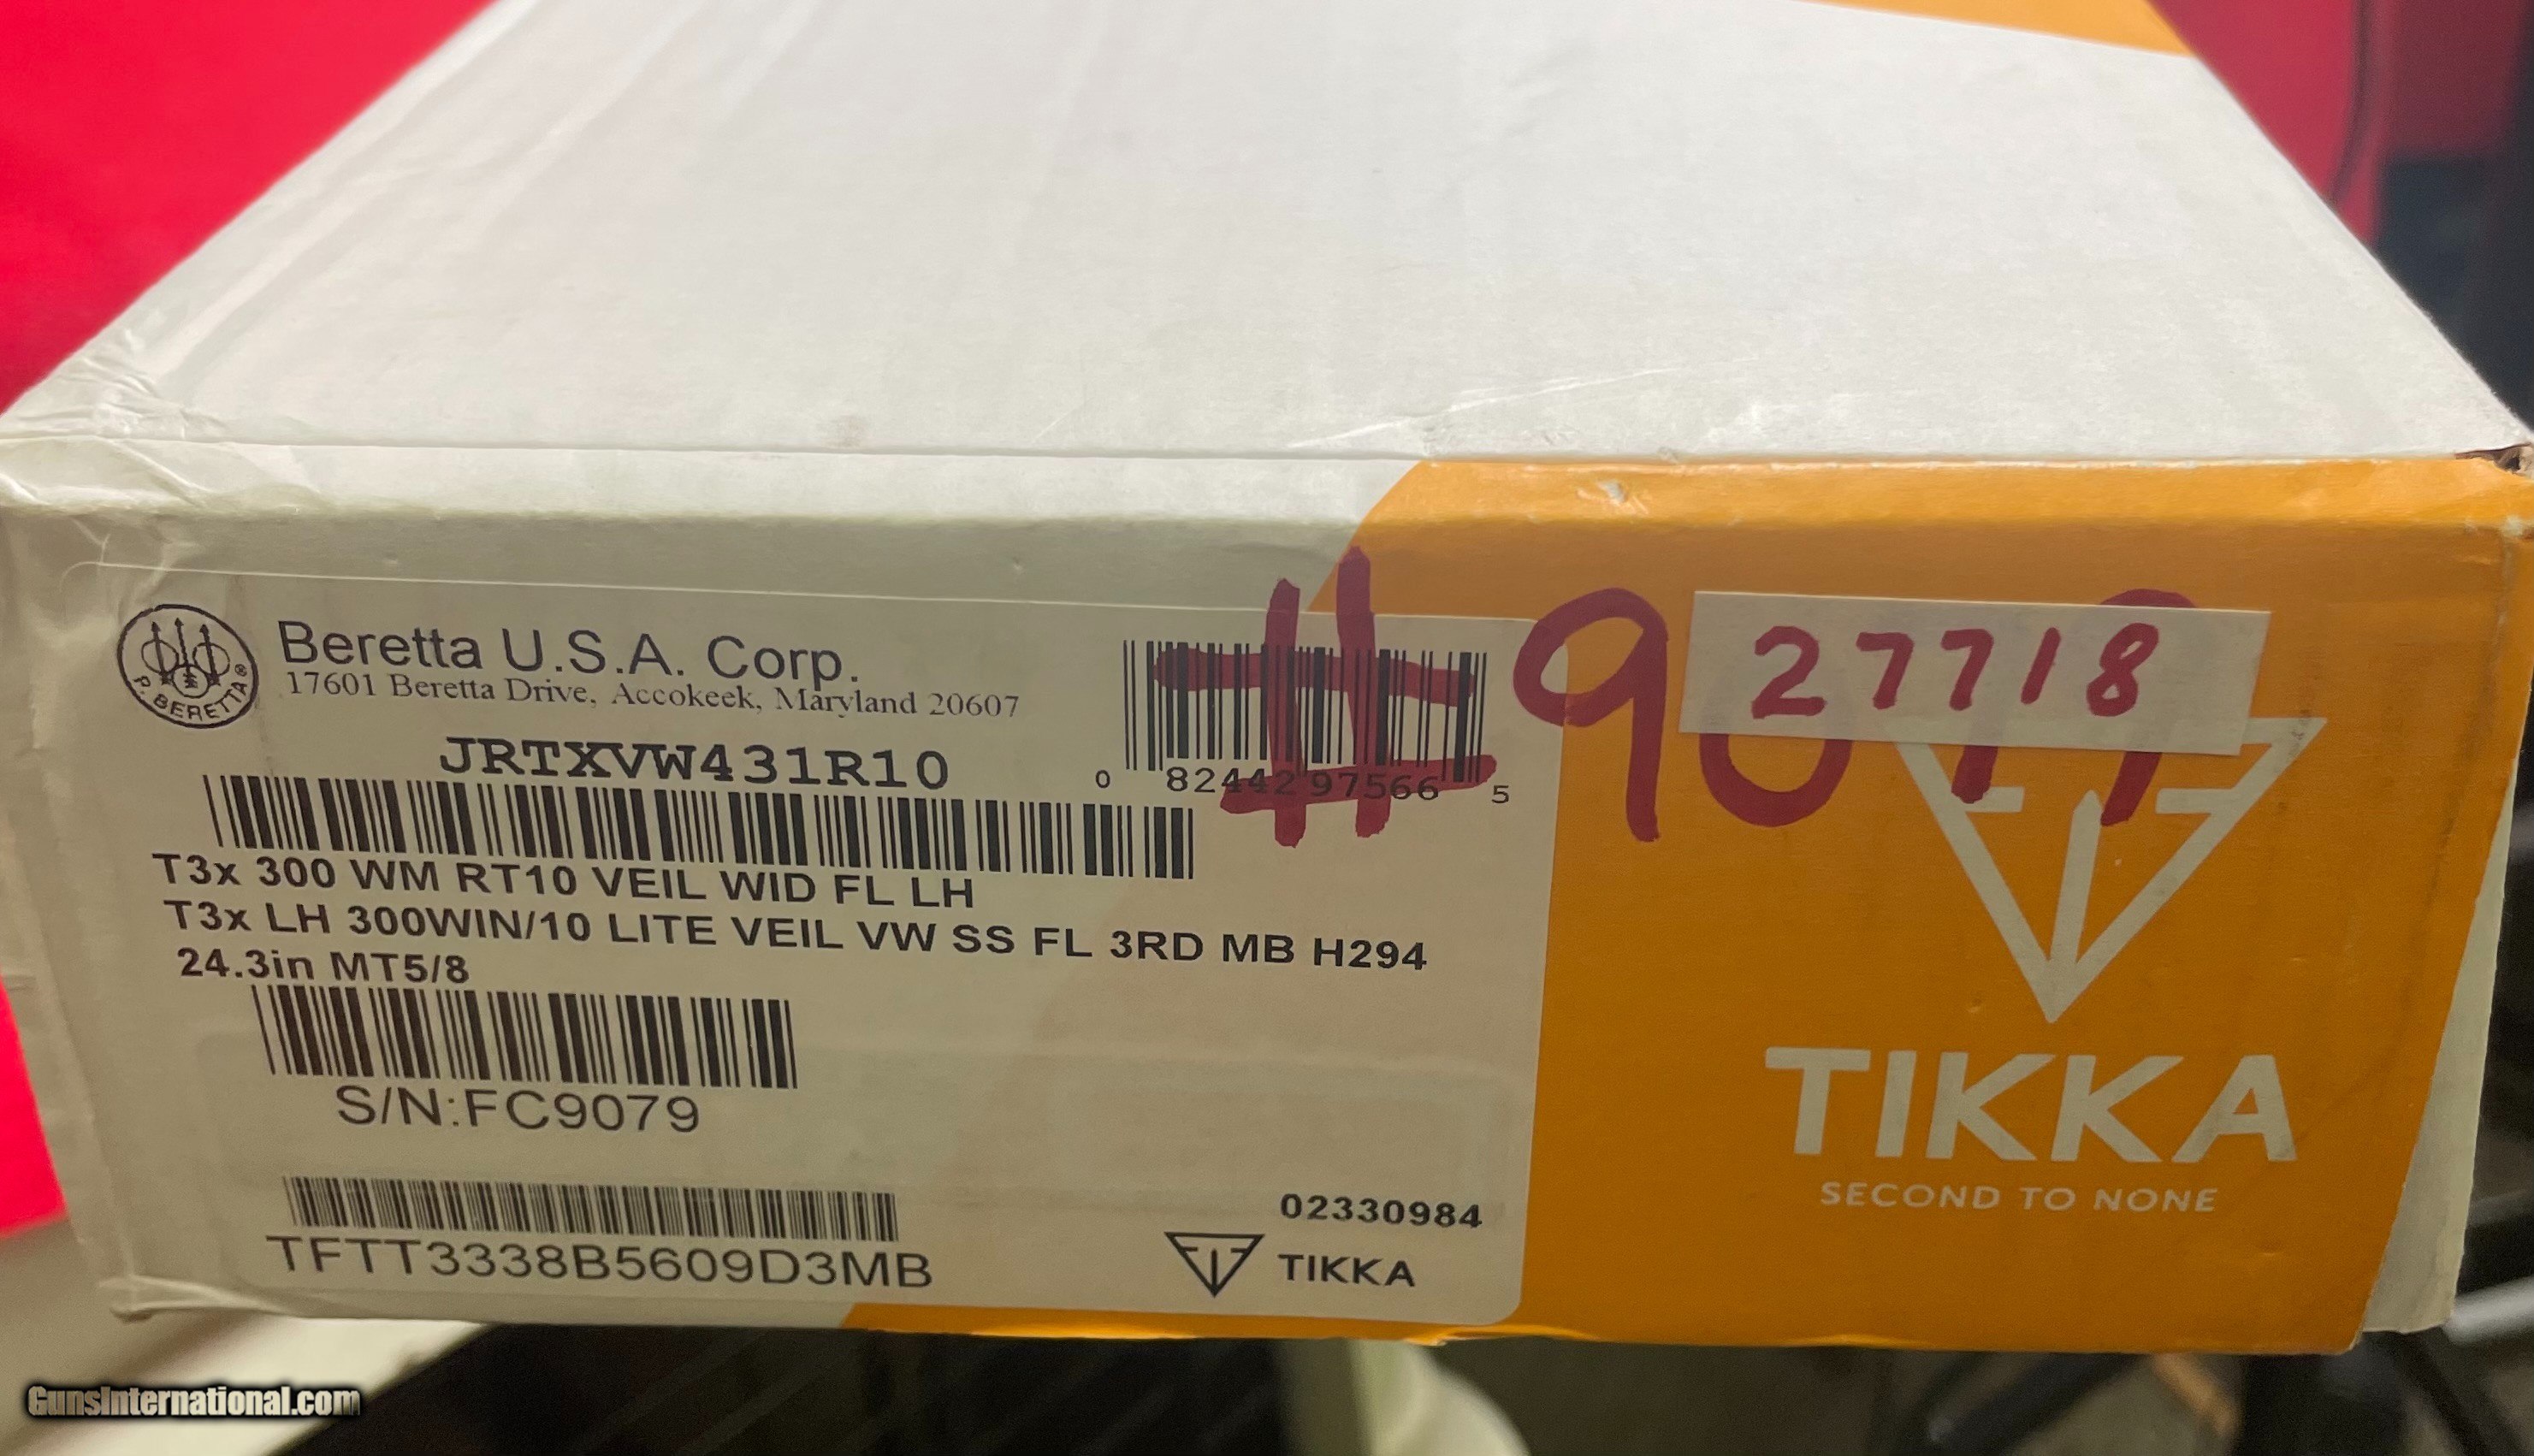 Beretta U.S.A. Corp.
17601 Beretta Drive, Accokeek, Maryland 20607
P. BERETTA®
JRTXVW431R10
0 82442 97566 5
#9079
27718
T3x 300 WM RT10 VEIL WID FL LH
T3x LH 300WIN/10 LITE VEIL VW SS FL 3RD MB H294
24.3in MT5/8
S/N:FC9079
TFTT3338B5609D3MB
02330984
TIKKA
TIKKA
SECOND TO NONE
GunsInternational.com